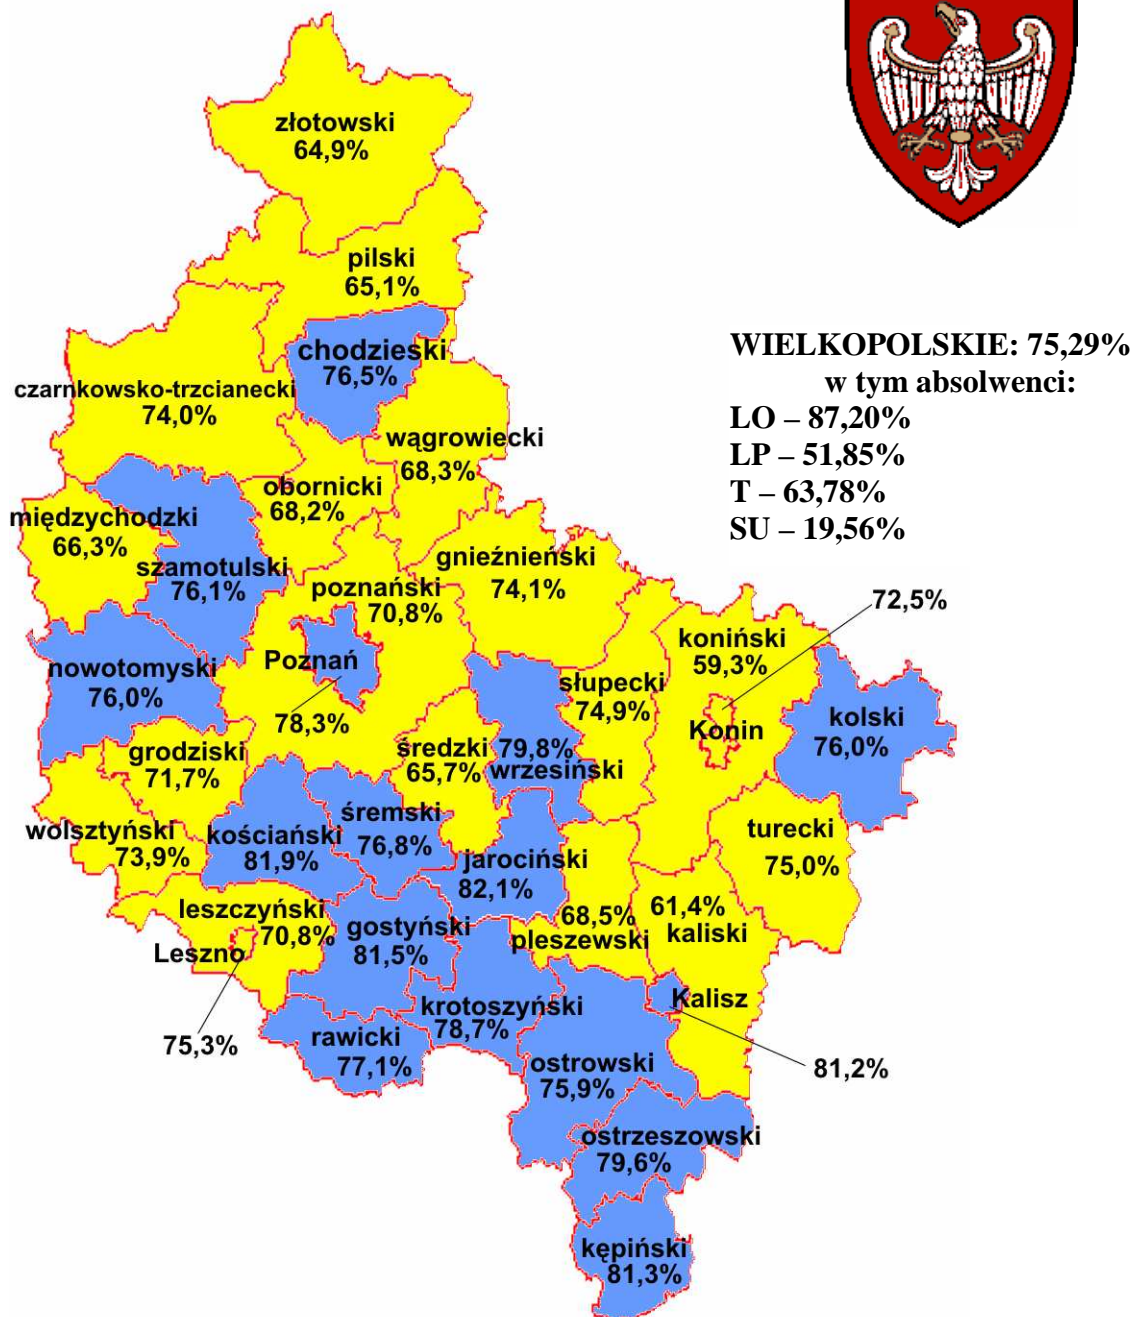 złotowski
64,9%
pilski
65,1%
chodzieski
76,5%
czarnkowsko-trzcianecki
74,0%
WIELKOPOLSKIE: 75,29%
w tym absolwenci:
LO – 87,20%
LP – 51,85%
T – 63,78%
SU – 19,56%
wągrowiecki
68,3%
obornicki
68,2%
międzychodzki
66,3%
szamotulski
76,1%
gnieźnieński
74,1%
poznański
70,8%
72,5%
koniński
59,3%
nowotomyski
76,0%
Poznań
78,3%
słupecki
74,9%
Konin
kolski
76,0%
grodziski
71,7%
średzki
65,7%
79,8%
wrzesiński
wolsztyński
73,9%
kościański
81,9%
śremski
76,8%
jarociński
82,1%
turecki
75,0%
leszczyński
70,8%
Leszno
75,3%
gostyński
81,5%
68,5%
pleszewski
61,4%
kaliski
krotoszyński
78,7%
Kalisz
81,2%
rawicki
77,1%
ostrowski
75,9%
ostrzeszowski
79,6%
kępiński
81,3%